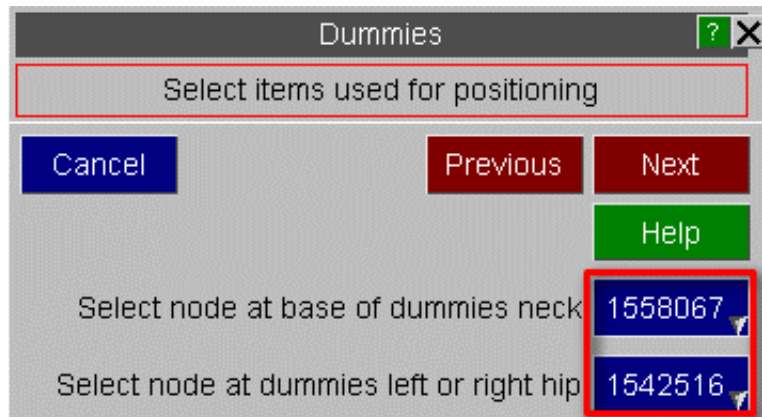 Dummies ?
Select items used for positioning
Cancel Previous Next
Help
Select node at base of dummies neck 1558067
Select node at dummies left or right hip 1542516